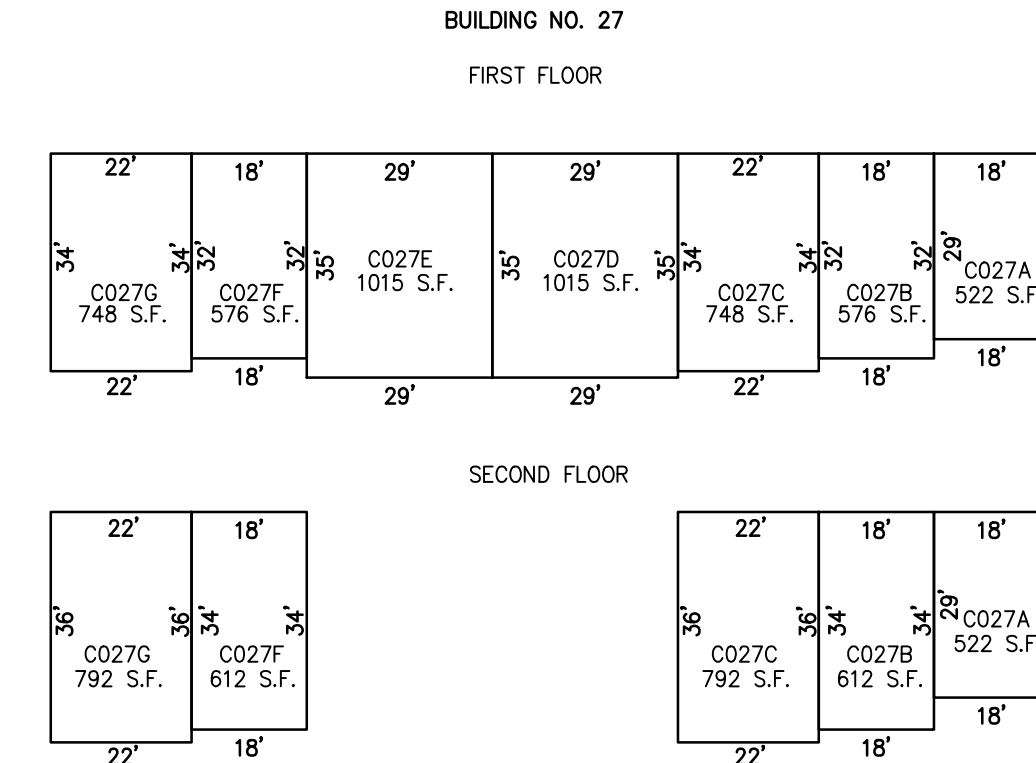 BUILDING NO. 27
FIRST FLOOR
22' 18' 29' 29' 22' 18' 18'
34' 34' 32' 32' 35' 35' 35' 34' 34' 32' 32' 29'
C027G C027F C027E C027D C027C C027B C027A
748 S.F. 576 S.F. 1015 S.F. 1015 S.F. 748 S.F. 576 S.F. 522 S.F
22' 18' 29' 29' 22' 18' 18'
SECOND FLOOR
22' 18' 22' 18' 18'
36' 36' 34' 34' 36' 36' 34' 34' 29'
C027G C027F C027C C027B C027A
792 S.F. 612 S.F. 792 S.F. 612 S.F. 522 S.F
22' 18' 22' 18' 18'